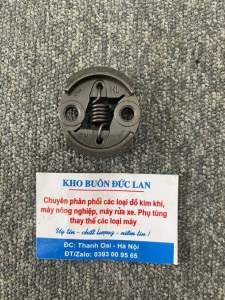 KHO BUÔN ĐỨC LAN
Chuyên phân phối các loại đồ kim khí,
máy nông nghiệp, máy rửa xe. Phụ tùng
thay thế các loại máy
Uy tín - chất lượng - niềm tin !
ĐC: Thanh Oai - Hà Nội
ĐT/Zalo: 0393 00 95 65